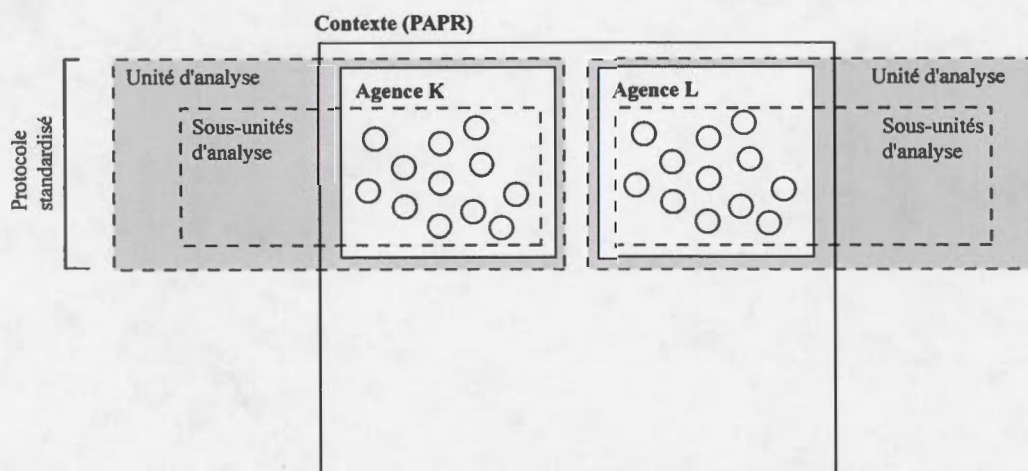 Contexte (PAPR)
Unité d'analyse
Agence K
Agence L
Unité d'analyse
Sous-unités
d'analyse
Sous-unités
d'analyse
Protocole
standardisé